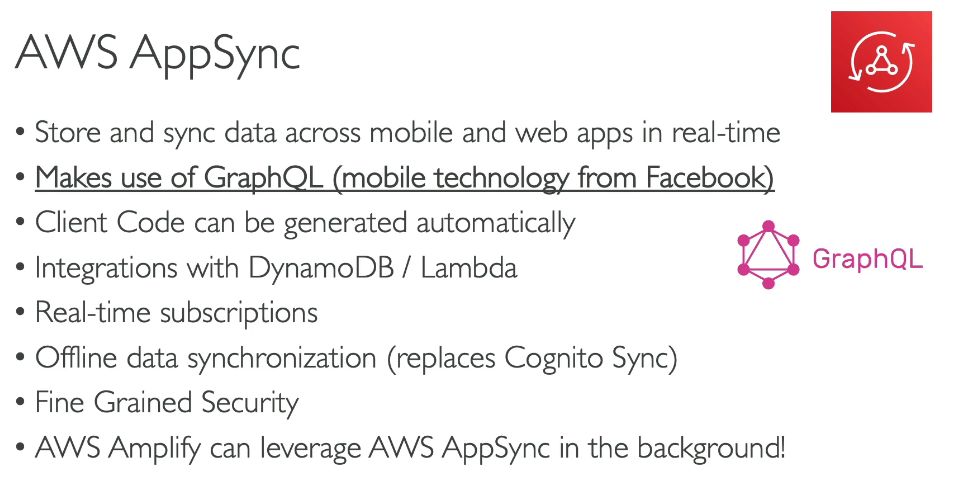 AWS AppSync
• Store and sync data across mobile and web apps in real-time
• Makes use of GraphQL (mobile technology from Facebook)
• Client Code can be generated automatically
• Integrations with DynamoDB / Lambda
GraphQL
• Real-time subscriptions
• Offline data synchronization (replaces Cognito Sync)
• Fine Grained Security
• AWS Amplify can leverage AWS AppSync in the background!